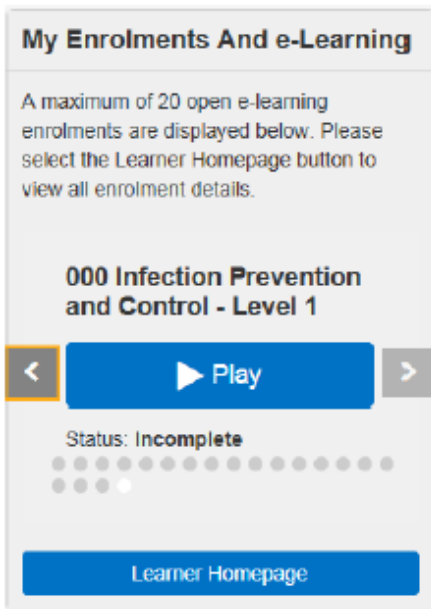 My Enrolments And e-Learning
A maximum of 20 open e-learning
enrolments are displayed below. Please
select the Learner Homepage button to
view all enrolment details.
000 Infection Prevention
and Control - Level 1
Play
Status: Incomplete
Learner Homepage